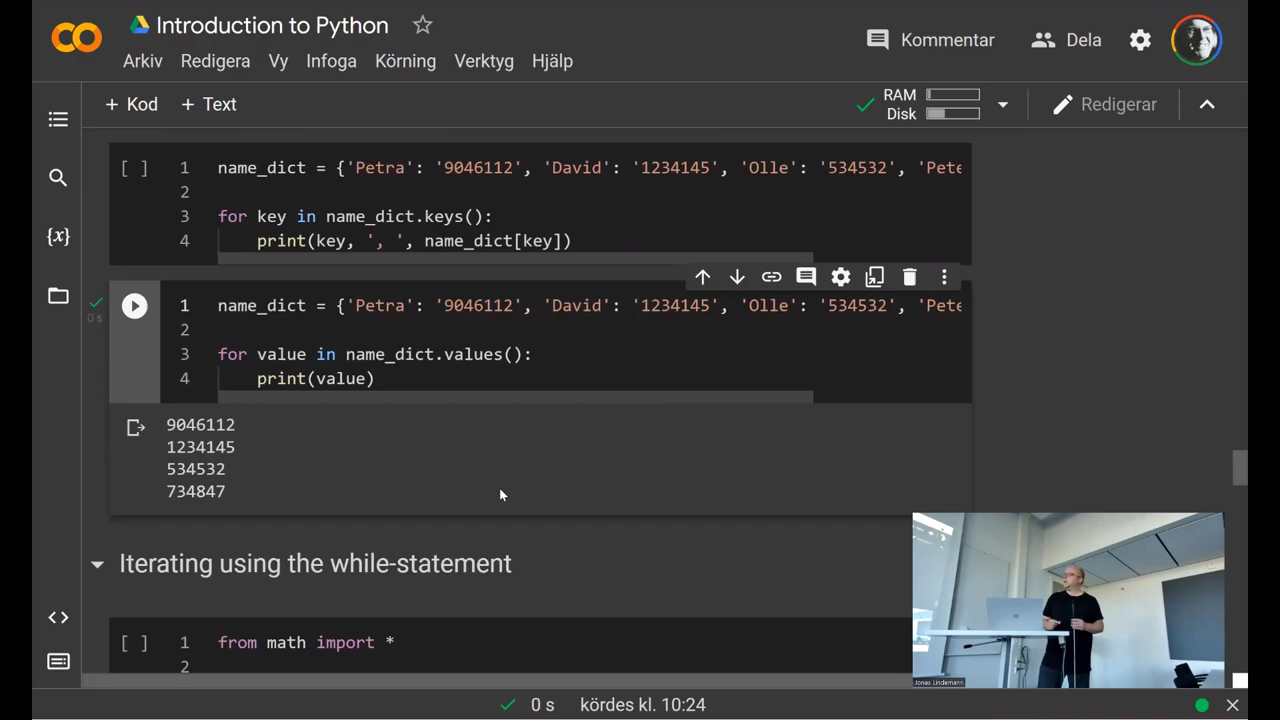 Introduction to Python
Arkiv Redigera Vy Infoga Körning Verktyg Hjälp
Kommentar
Dela
+ Kod + Text
RAM
Disk
Redigerar
[ ]
1 name_dict = {'Petra': '9046112', 'David': '1234145', 'Olle': '534532', 'Pete
2
3 for key in name_dict.keys():
4 print(key, ', ', name_dict[key])
{x}
0 s
1 name_dict = {'Petra': '9046112', 'David': '1234145', 'Olle': '534532', 'Pete
2
3 for value in name_dict.values():
4 print(value)
9046112
1234145
534532
734847
Iterating using the while-statement
[ ]
1 from math import *
2
Jonas Lindemann
0 s kördes kl. 10:24